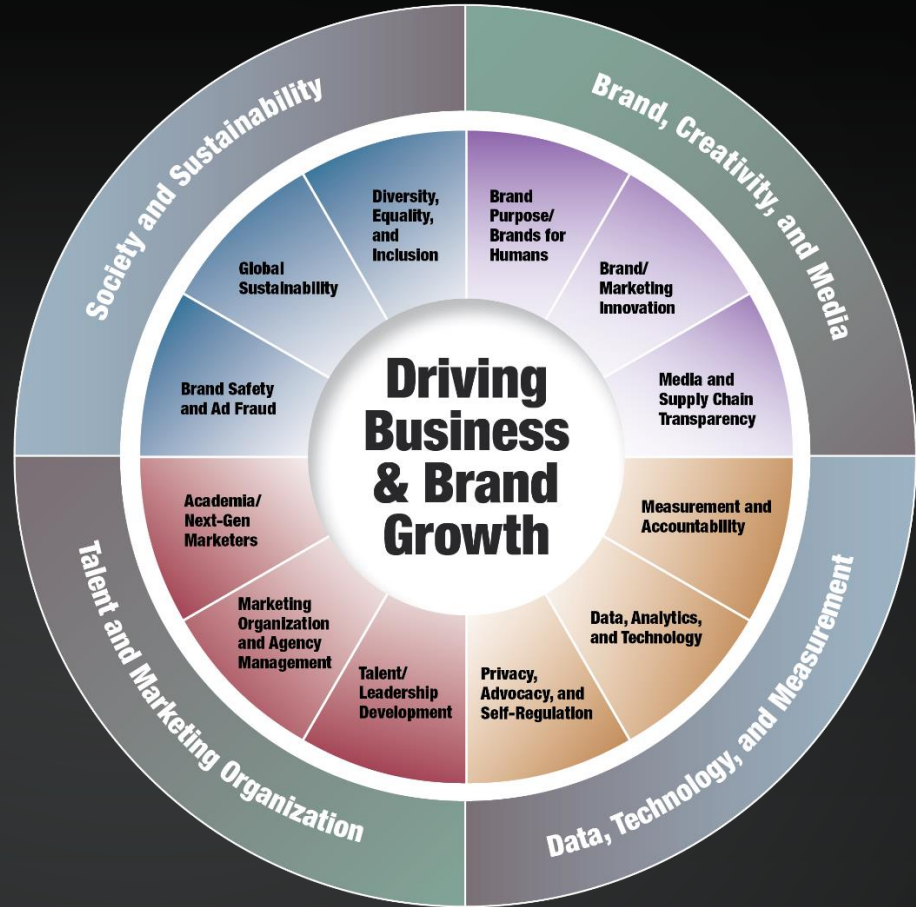 Society and Sustainability
Brand, Creativity, and Media
Diversity,
Equality,
and
Inclusion
Brand
Purpose/
Brands for
Humans
Global
Sustainability
Brand/
Marketing
Innovation
Brand Safety
and Ad Fraud
Media and
Supply Chain
Transparency
Driving
Business
& Brand
Growth
Academia/
Next-Gen
Marketers
Measurement and
Accountability
Marketing
Organization
and Agency
Management
Data, Analytics,
and Technology
Talent/
Leadership
Development
Privacy,
Advocacy, and
Self-Regulation
Talent and Marketing Organization
Data, Technology, and Measurement